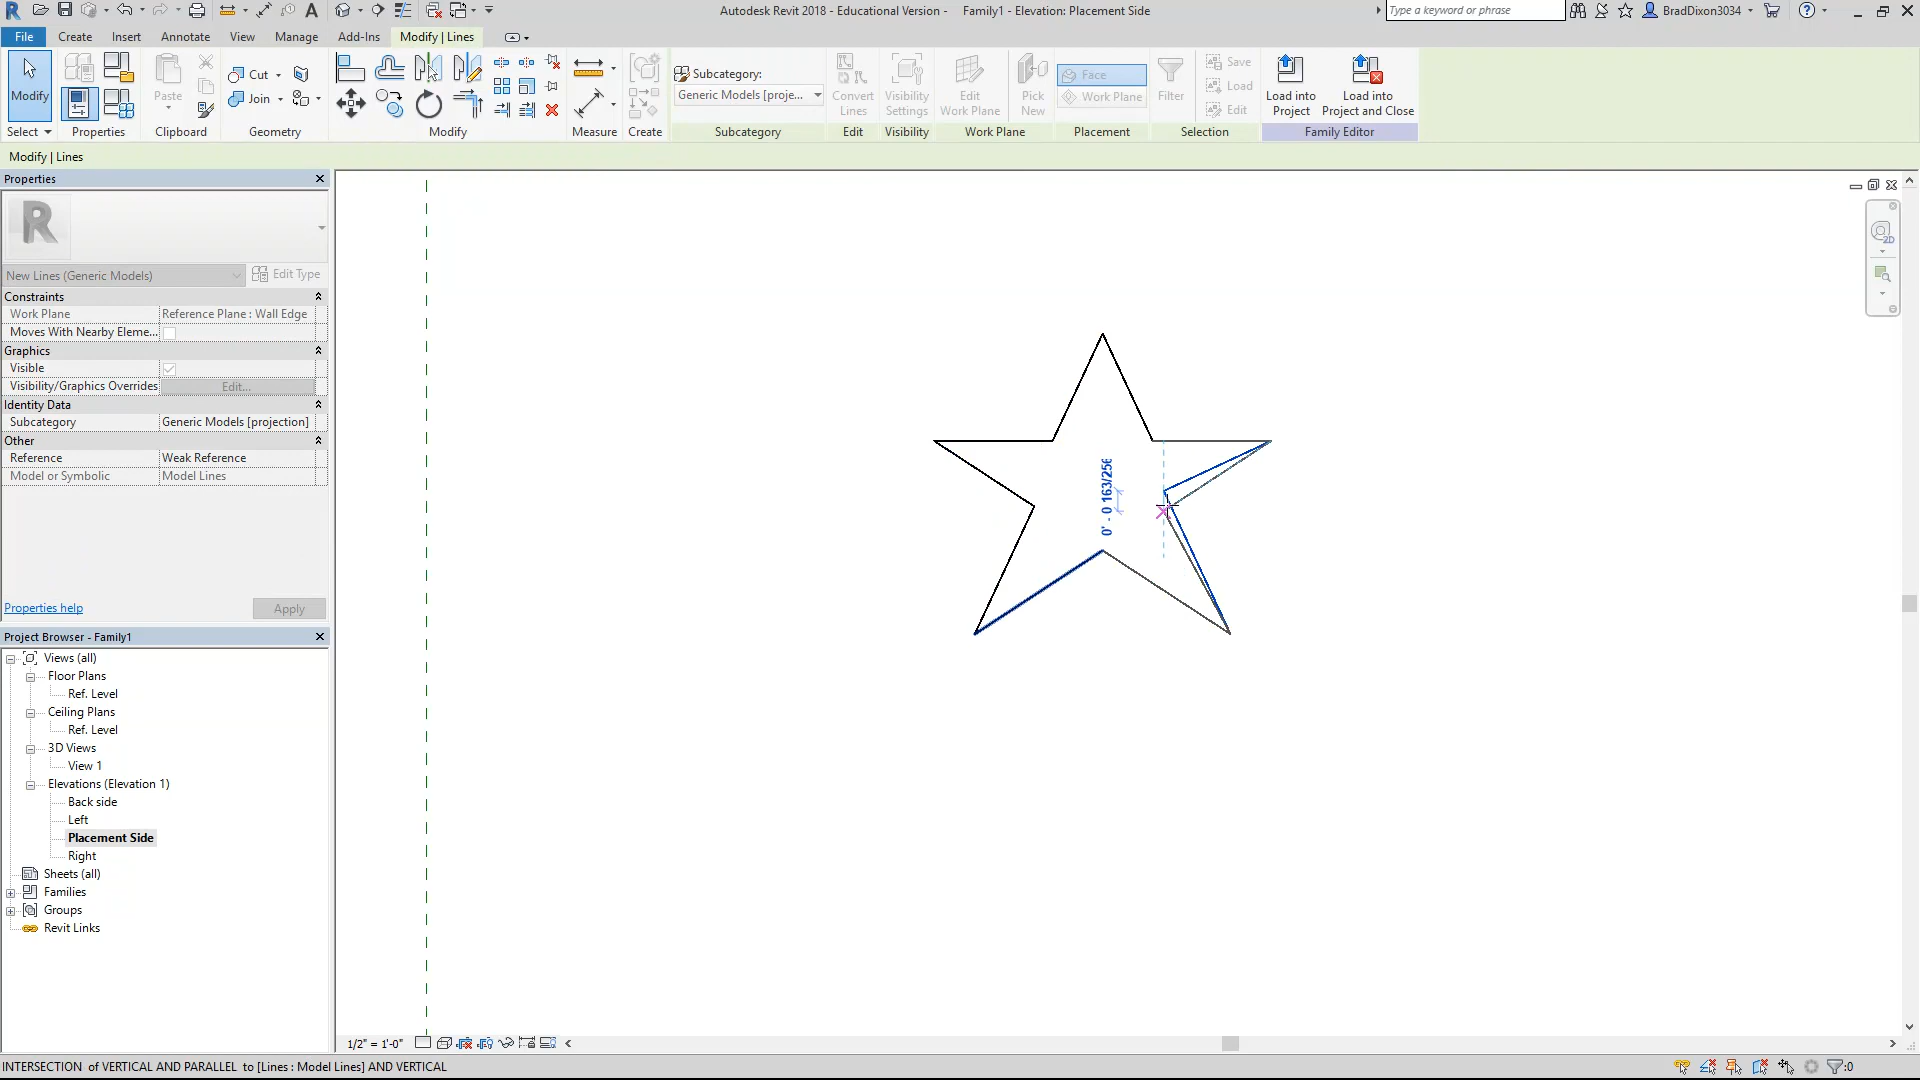 Autodesk Revit 2018 - Educational Version - Family1 - Elevation: Placement Side
Type a keyword or phrase
BradDixon3034
File Create Insert Annotate View Manage Add-Ins Modify | Lines
Modify
Paste
Cut
Join
Subcategory:
Generic Models [proje...
Convert Lines
Visibility Settings
Edit Work Plane
Pick New
Face
Work Plane
Filter
Save
Load
Edit
Load into Project
Load into Project and Close
Select Properties Clipboard Geometry Modify Measure Create Subcategory Edit Visibility Work Plane Placement Selection Family Editor
Modify | Lines
Properties
R
New Lines (Generic Models) Edit Type
Constraints
Work Plane Reference Plane : Wall Edge
Moves With Nearby Eleme...
Graphics
Visible
Visibility/Graphics Overrides Edit...
Identity Data
Subcategory Generic Models [projection]
Other
Reference Weak Reference
Model or Symbolic Model Lines
Properties help Apply
Project Browser - Family1
Views (all)
Floor Plans
Ref. Level
Ceiling Plans
Ref. Level
3D Views
View 1
Elevations (Elevation 1)
Back side
Left
Placement Side
Right
Sheets (all)
Families
Groups
Revit Links
0' - 0 163/256
2D
1/2" = 1'-0"
INTERSECTION of VERTICAL AND PARALLEL to [Lines : Model Lines] AND VERTICAL
:0